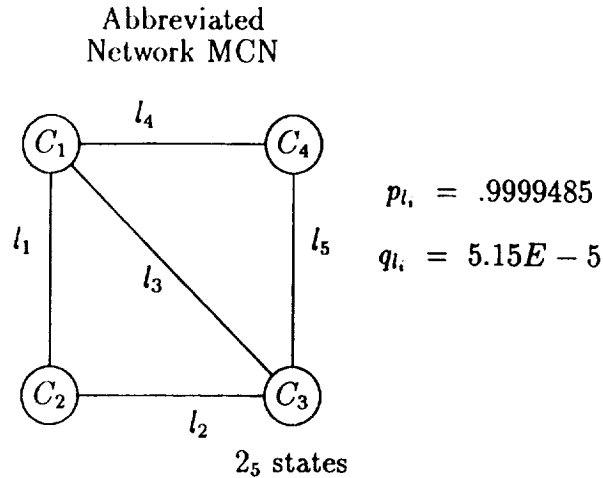 Abbreviated
Network MCN
l₄
C₁
C₄
p_{l_i} = .9999485
l₁
l₃
l₅
q_{l_i} = 5.15E − 5
C₂
C₃
l₂
2₅ states